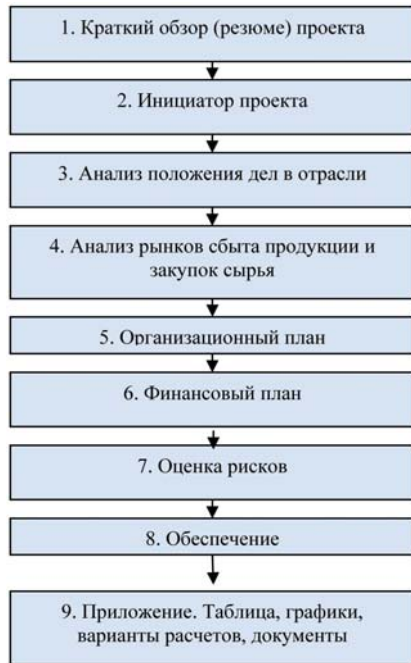 1. Краткий обзор (резюме) проекта
2. Инициатор проекта
3. Анализ положения дел в отрасли
4. Анализ рынков сбыта продукции и
закупок сырья
5. Организационный план
6. Финансовый план
7. Оценка рисков
8. Обеспечение
9. Приложение. Таблица, графики,
варианты расчетов, документы